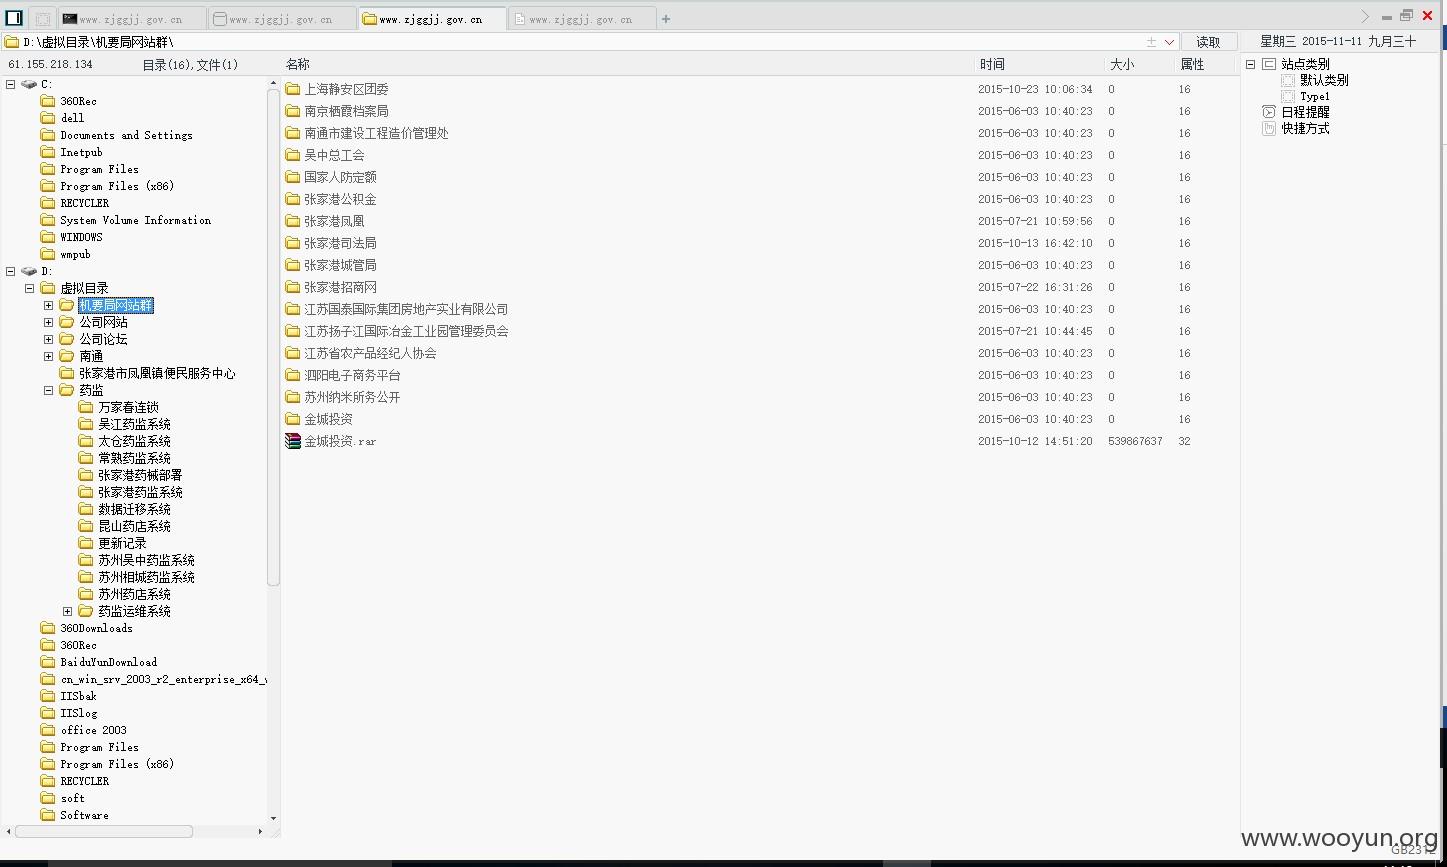 www.zjggjj.gov.cn www.zjggjj.gov.cn www.zjggjj.gov.cn www.zjggjj.gov.cn
D:\虚拟目录\机要局网站群\ 读取 星期三 2015-11-11 九月三十
61.155.218.134 目录(16),文件(1) 名称 时间 大小 属性
C:
360Rec
dell
Documents and Settings
Inetpub
Program Files
Program Files (x86)
RECYCLER
System Volume Information
WINDOWS
wmpub
D:
虚拟目录
机要局网站群
公司网站
公司论坛
南通
张家港市凤凰镇便民服务中心
药监
万家春连锁
吴江药监系统
太仓药监系统
常熟药监系统
张家港药械部署
张家港药监系统
数据迁移系统
昆山药店系统
更新记录
苏州吴中药监系统
苏州相城药监系统
苏州药店系统
药监运维系统
360Downloads
360Rec
BaiduYunDownload
cn_win_srv_2003_r2_enterprise_x64_v
IISbak
IISlog
office 2003
Program Files
Program Files (x86)
RECYCLER
soft
Software
上海静安区团委 2015-10-23 10:06:34 0 16
南京栖霞档案局 2015-06-03 10:40:23 0 16
南通市建设工程造价管理处 2015-06-03 10:40:23 0 16
吴中总工会 2015-06-03 10:40:23 0 16
国家人防定额 2015-06-03 10:40:23 0 16
张家港公积金 2015-06-03 10:40:23 0 16
张家港凤凰 2015-07-21 10:59:56 0 16
张家港司法局 2015-10-13 16:42:10 0 16
张家港城管局 2015-06-03 10:40:23 0 16
张家港招商网 2015-07-22 16:31:26 0 16
江苏国泰国际集团房地产实业有限公司 2015-06-03 10:40:23 0 16
江苏扬子江国际冶金工业园管理委员会 2015-07-21 10:44:45 0 16
江苏省农产品经纪人协会 2015-06-03 10:40:23 0 16
泗阳电子商务平台 2015-06-03 10:40:23 0 16
苏州纳米所务公开 2015-06-03 10:40:23 0 16
金城投资 2015-06-03 10:40:23 0 16
金城投资.rar 2015-10-12 14:51:20 539867637 32
站点类别
默认类别
Type1
日程提醒
快捷方式
www.wooyun.org
GB2312